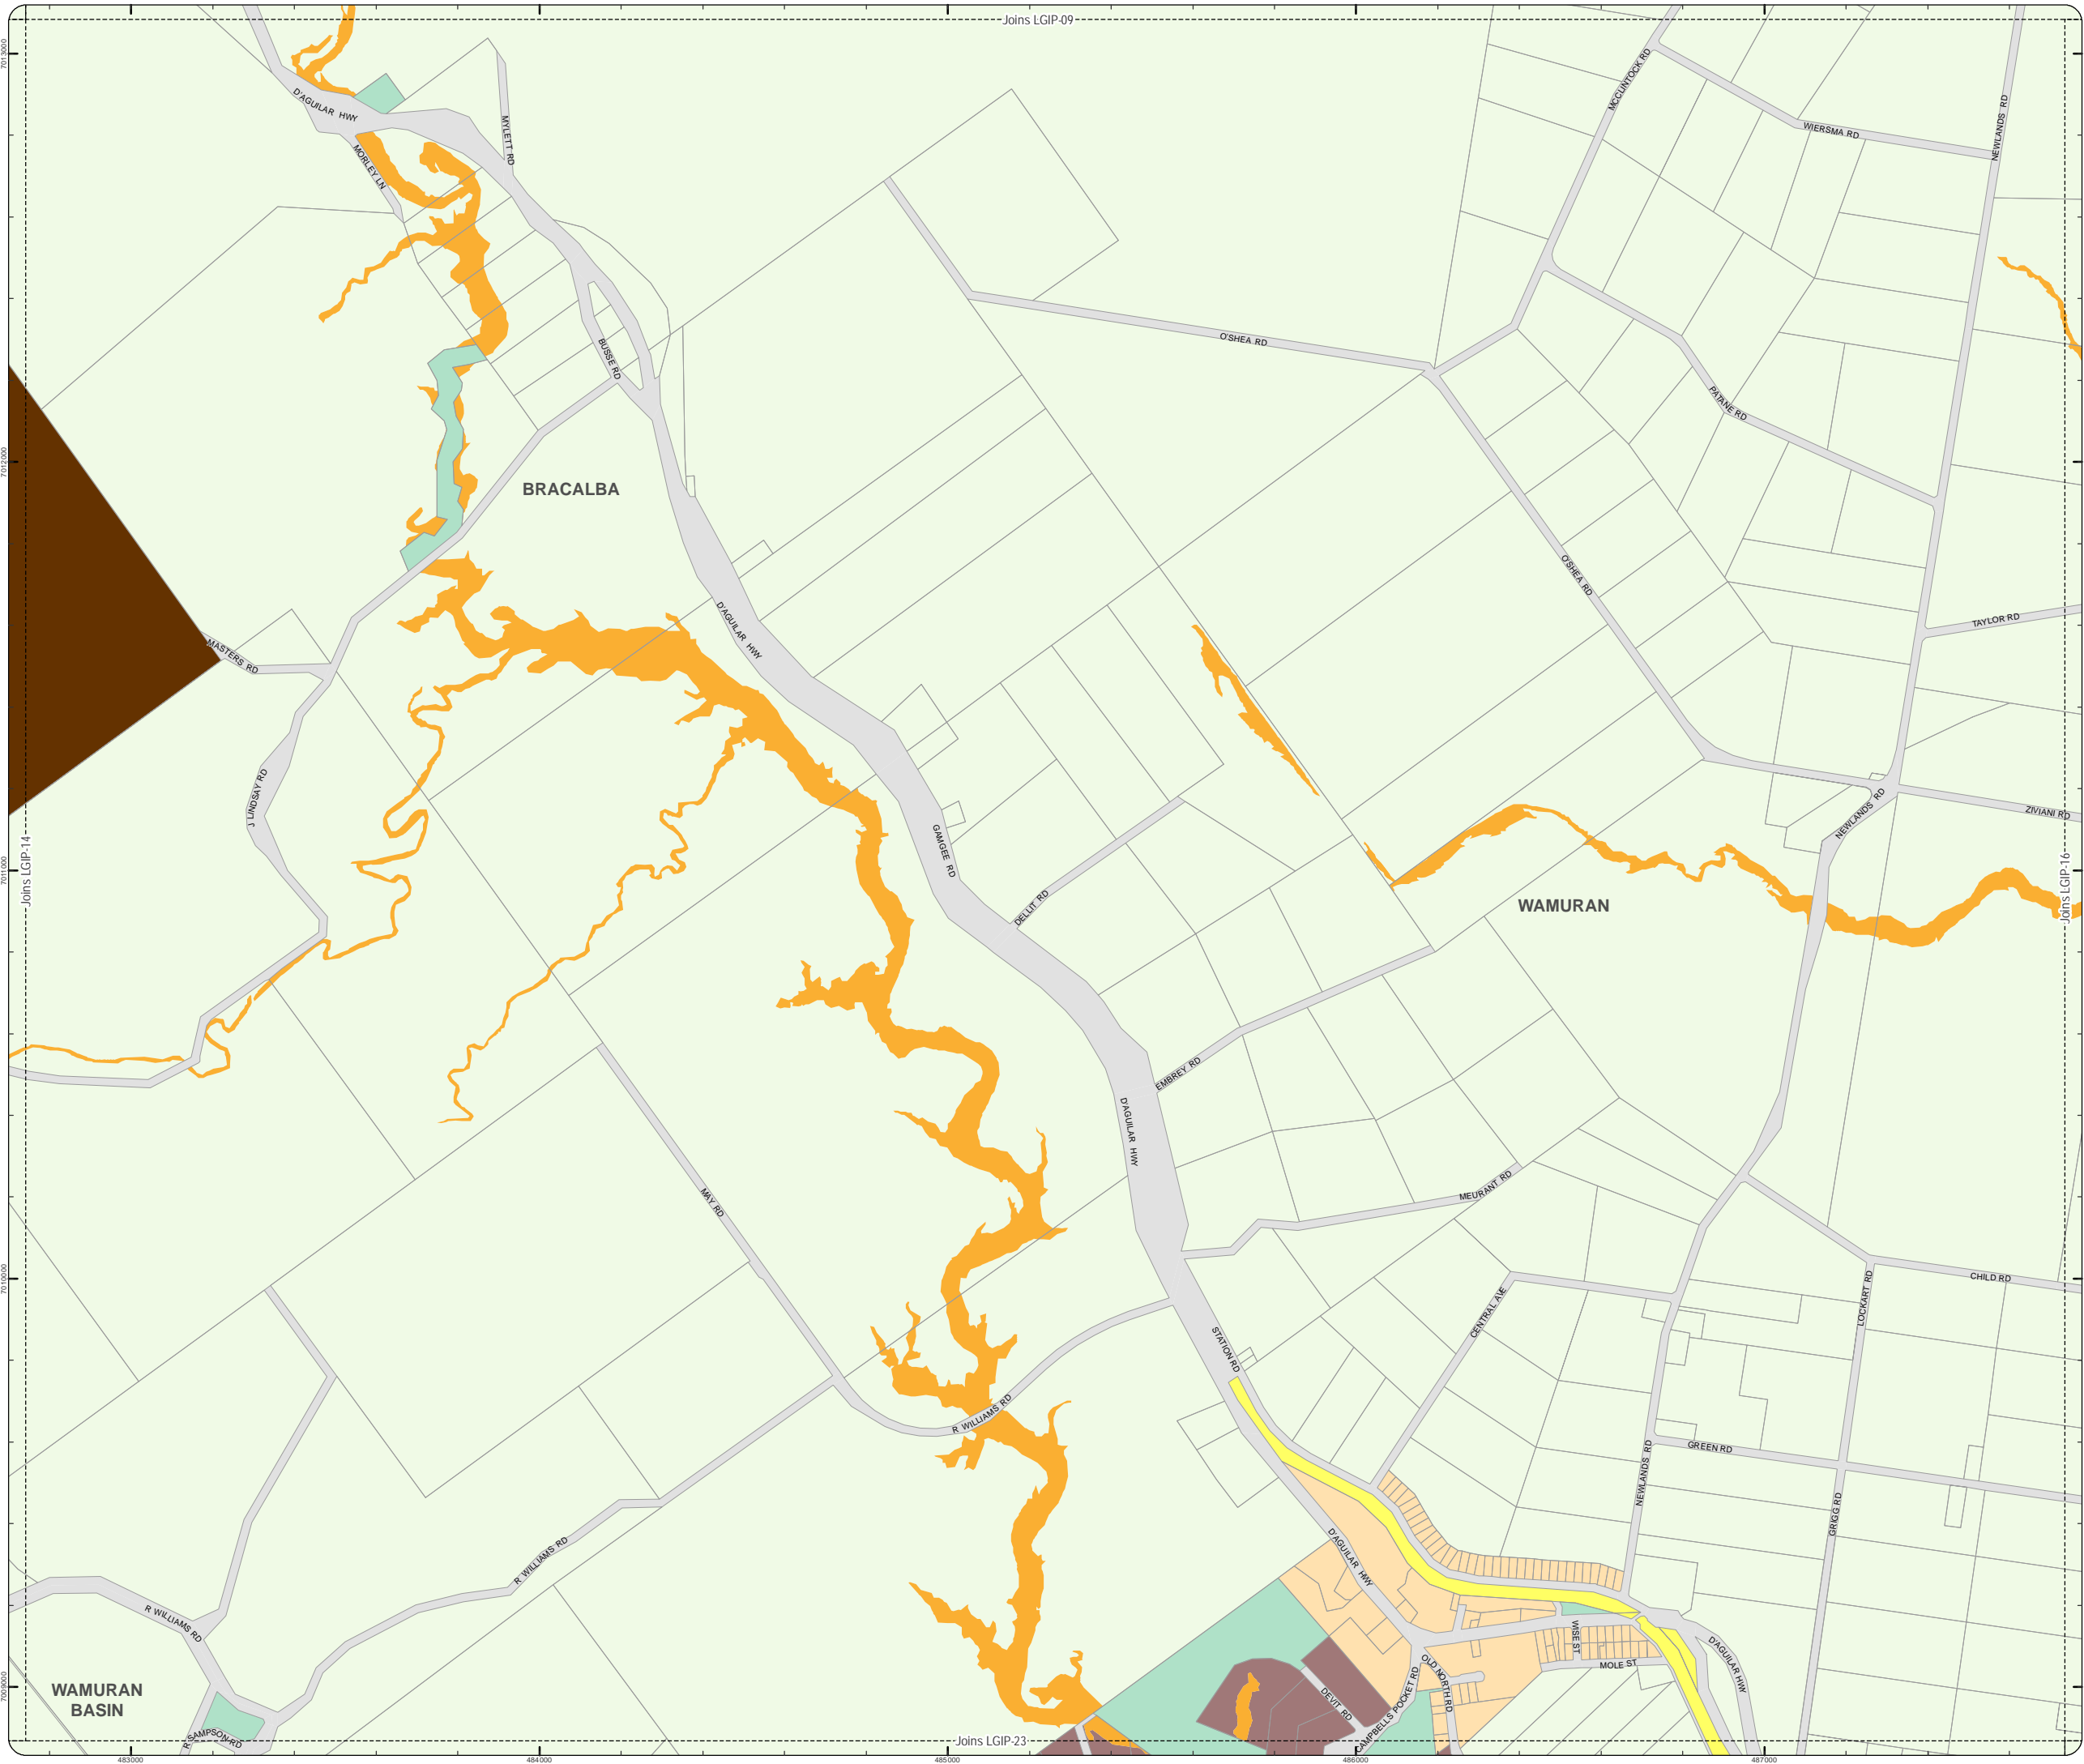 Joins LGIP-09
7013000
D'AGUILAR HWY
MYLETT RD
MORLEY LN
MCCLINTOCK RD
WIERSMA RD
NEWLANDS RD
BUSSE RD
O'SHEA RD
PATANE RD
7012000
BRACALBA
O'SHEA RD
D'AGUILAR HWY
TAYLOR RD
MASTERS RD
J LINDSAY RD
GAMGEE RD
NEWLANDS RD
ZIVIANI RD
7011000
Joins LGIP-14
DELLIT RD
WAMURAN
Joins LGIP-16
EMBREY RD
D'AGUILAR HWY
MAY RD
MEURANT RD
7010000
CHILD RD
LOCKART RD
CENTRAL AVE
STATION RD
R WILLIAMS RD
GREEN RD
NEWLANDS RD
GRIGG RD
D'AGUILAR HWY
R WILLIAMS RD
R WILLIAMS RD
WISE ST
MOLE ST
D'AGUILAR HWY
OLD NORTH RD
DEVIT RD
CAMPBELLS POCKET RD
7009000
WAMURAN
BASIN
R SAMPSON RD
Joins LGIP-23
483000
484000
485000
486000
487000